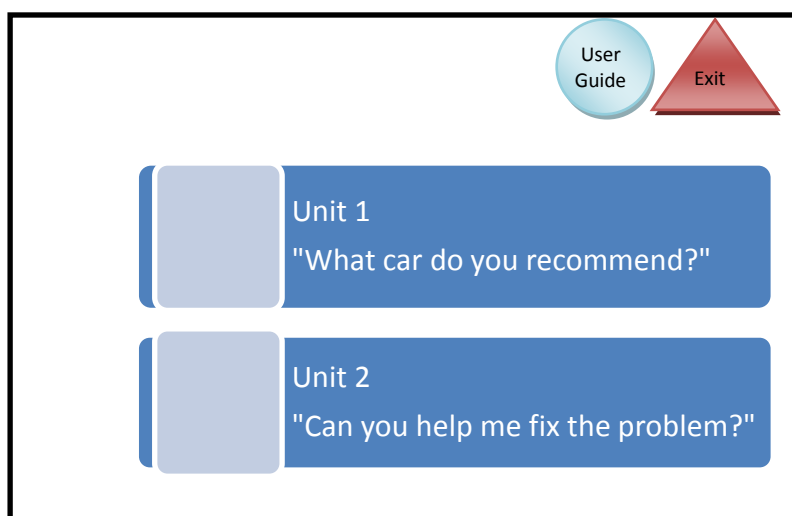 User
Guide
Exit
Unit 1
"What car do you recommend?"
Unit 2
"Can you help me fix the problem?"